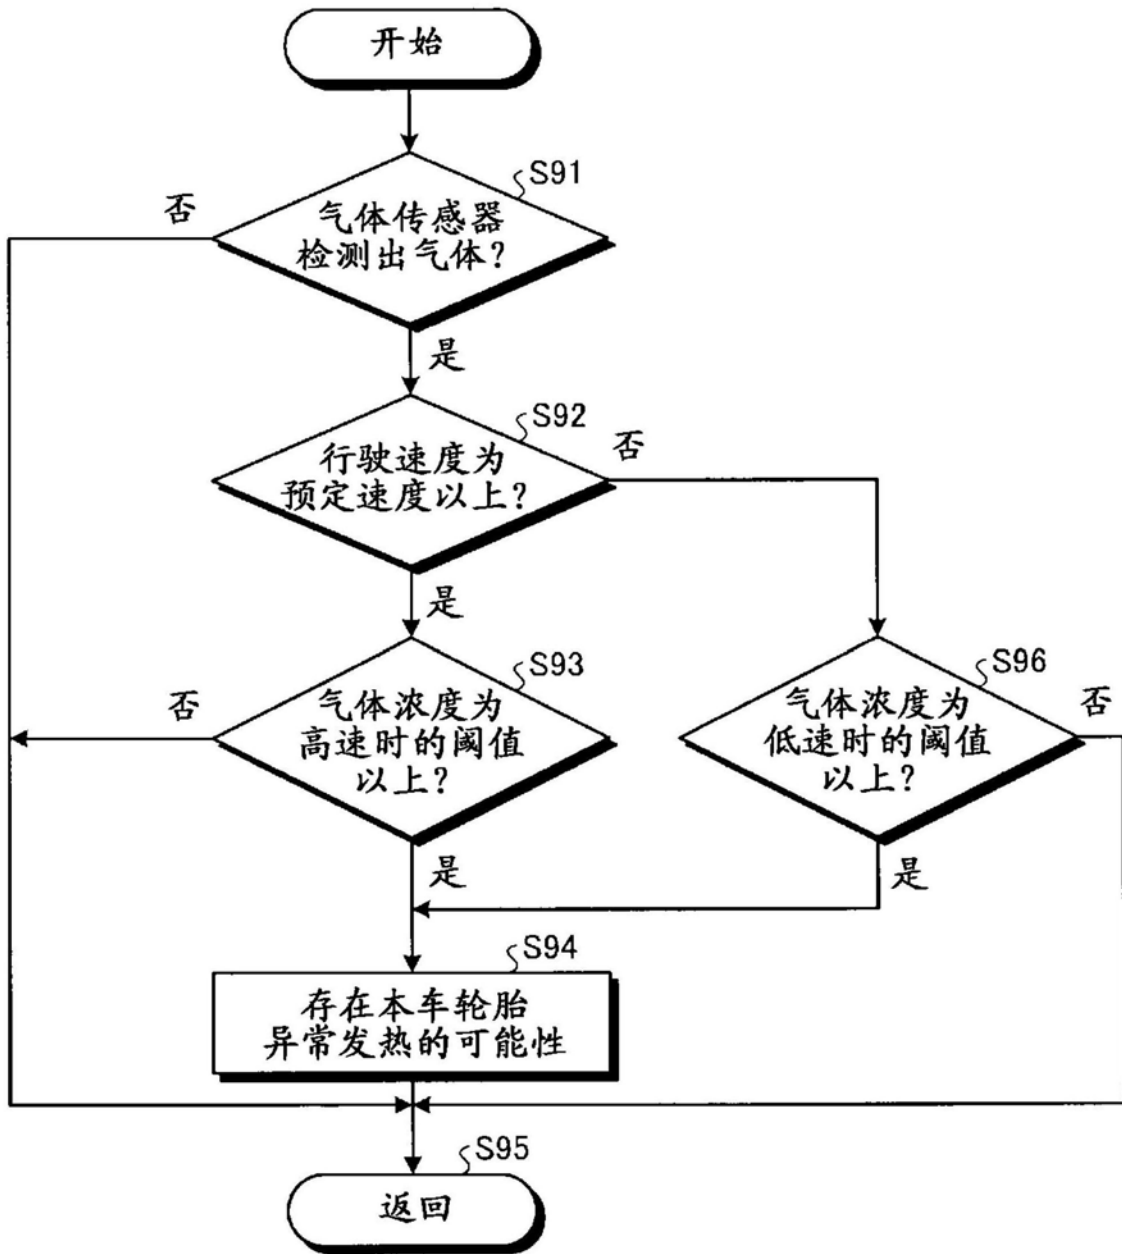 开始
S91
否
气体传感器
检测出气体？
是
S92
否
行驶速度为
预定速度以上？
是
S93
否
气体浓度为
高速时的阈值
以上？
S96
否
气体浓度为
低速时的阈值
以上？
是
是
S94
存在本车轮胎
异常发热的可能性
S95
返回